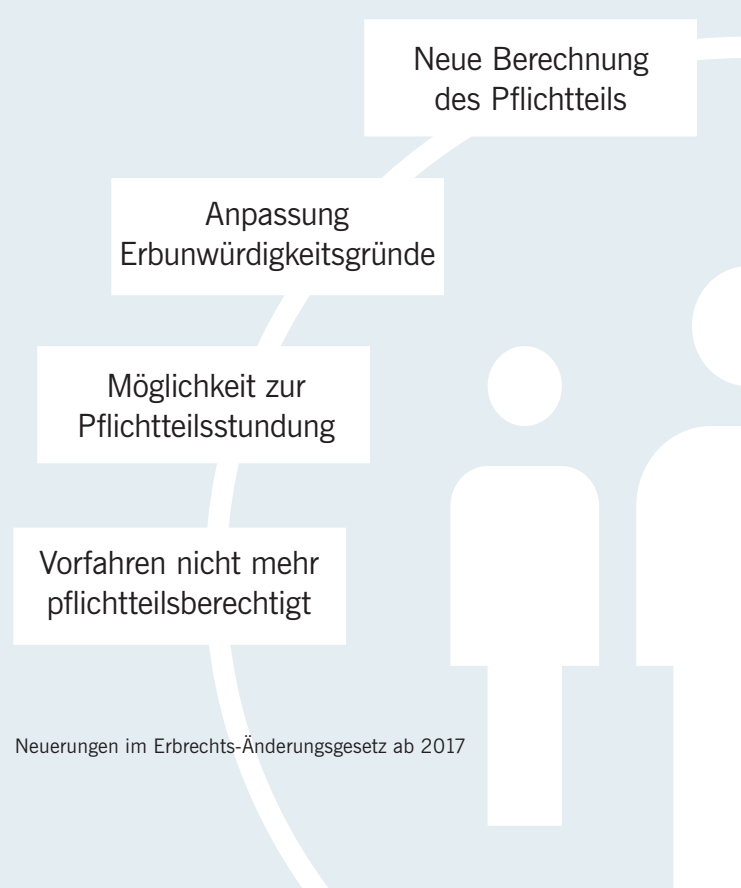 Neue Berechnung
des Pflichtteils
Anpassung
Erbunwürdigkeitsgründe
Möglichkeit zur
Pflichtteilsstundung
Vorfahren nicht mehr
pflichtteilsberechtigt
Neuerungen im Erbrechts-Änderungsgesetz ab 2017